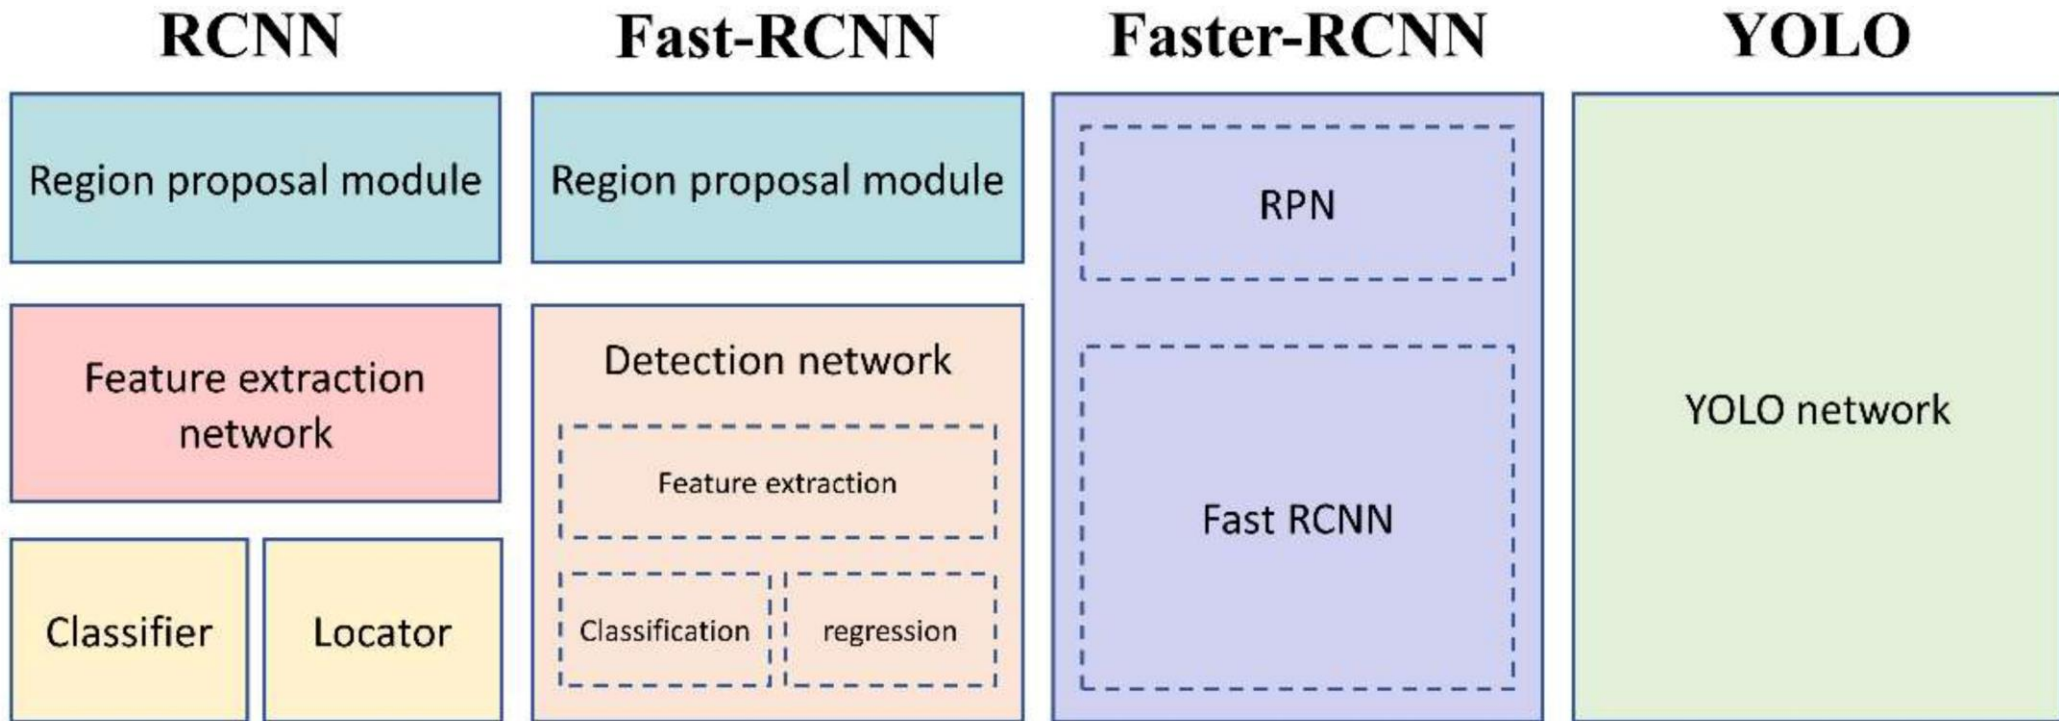 RCNN
Region proposal module
Feature extraction
network
Classifier
Locator
Fast-RCNN
Region proposal module
Detection network
Feature extraction
Classification
regression
Faster-RCNN
RPN
Fast RCNN
YOLO
YOLO network